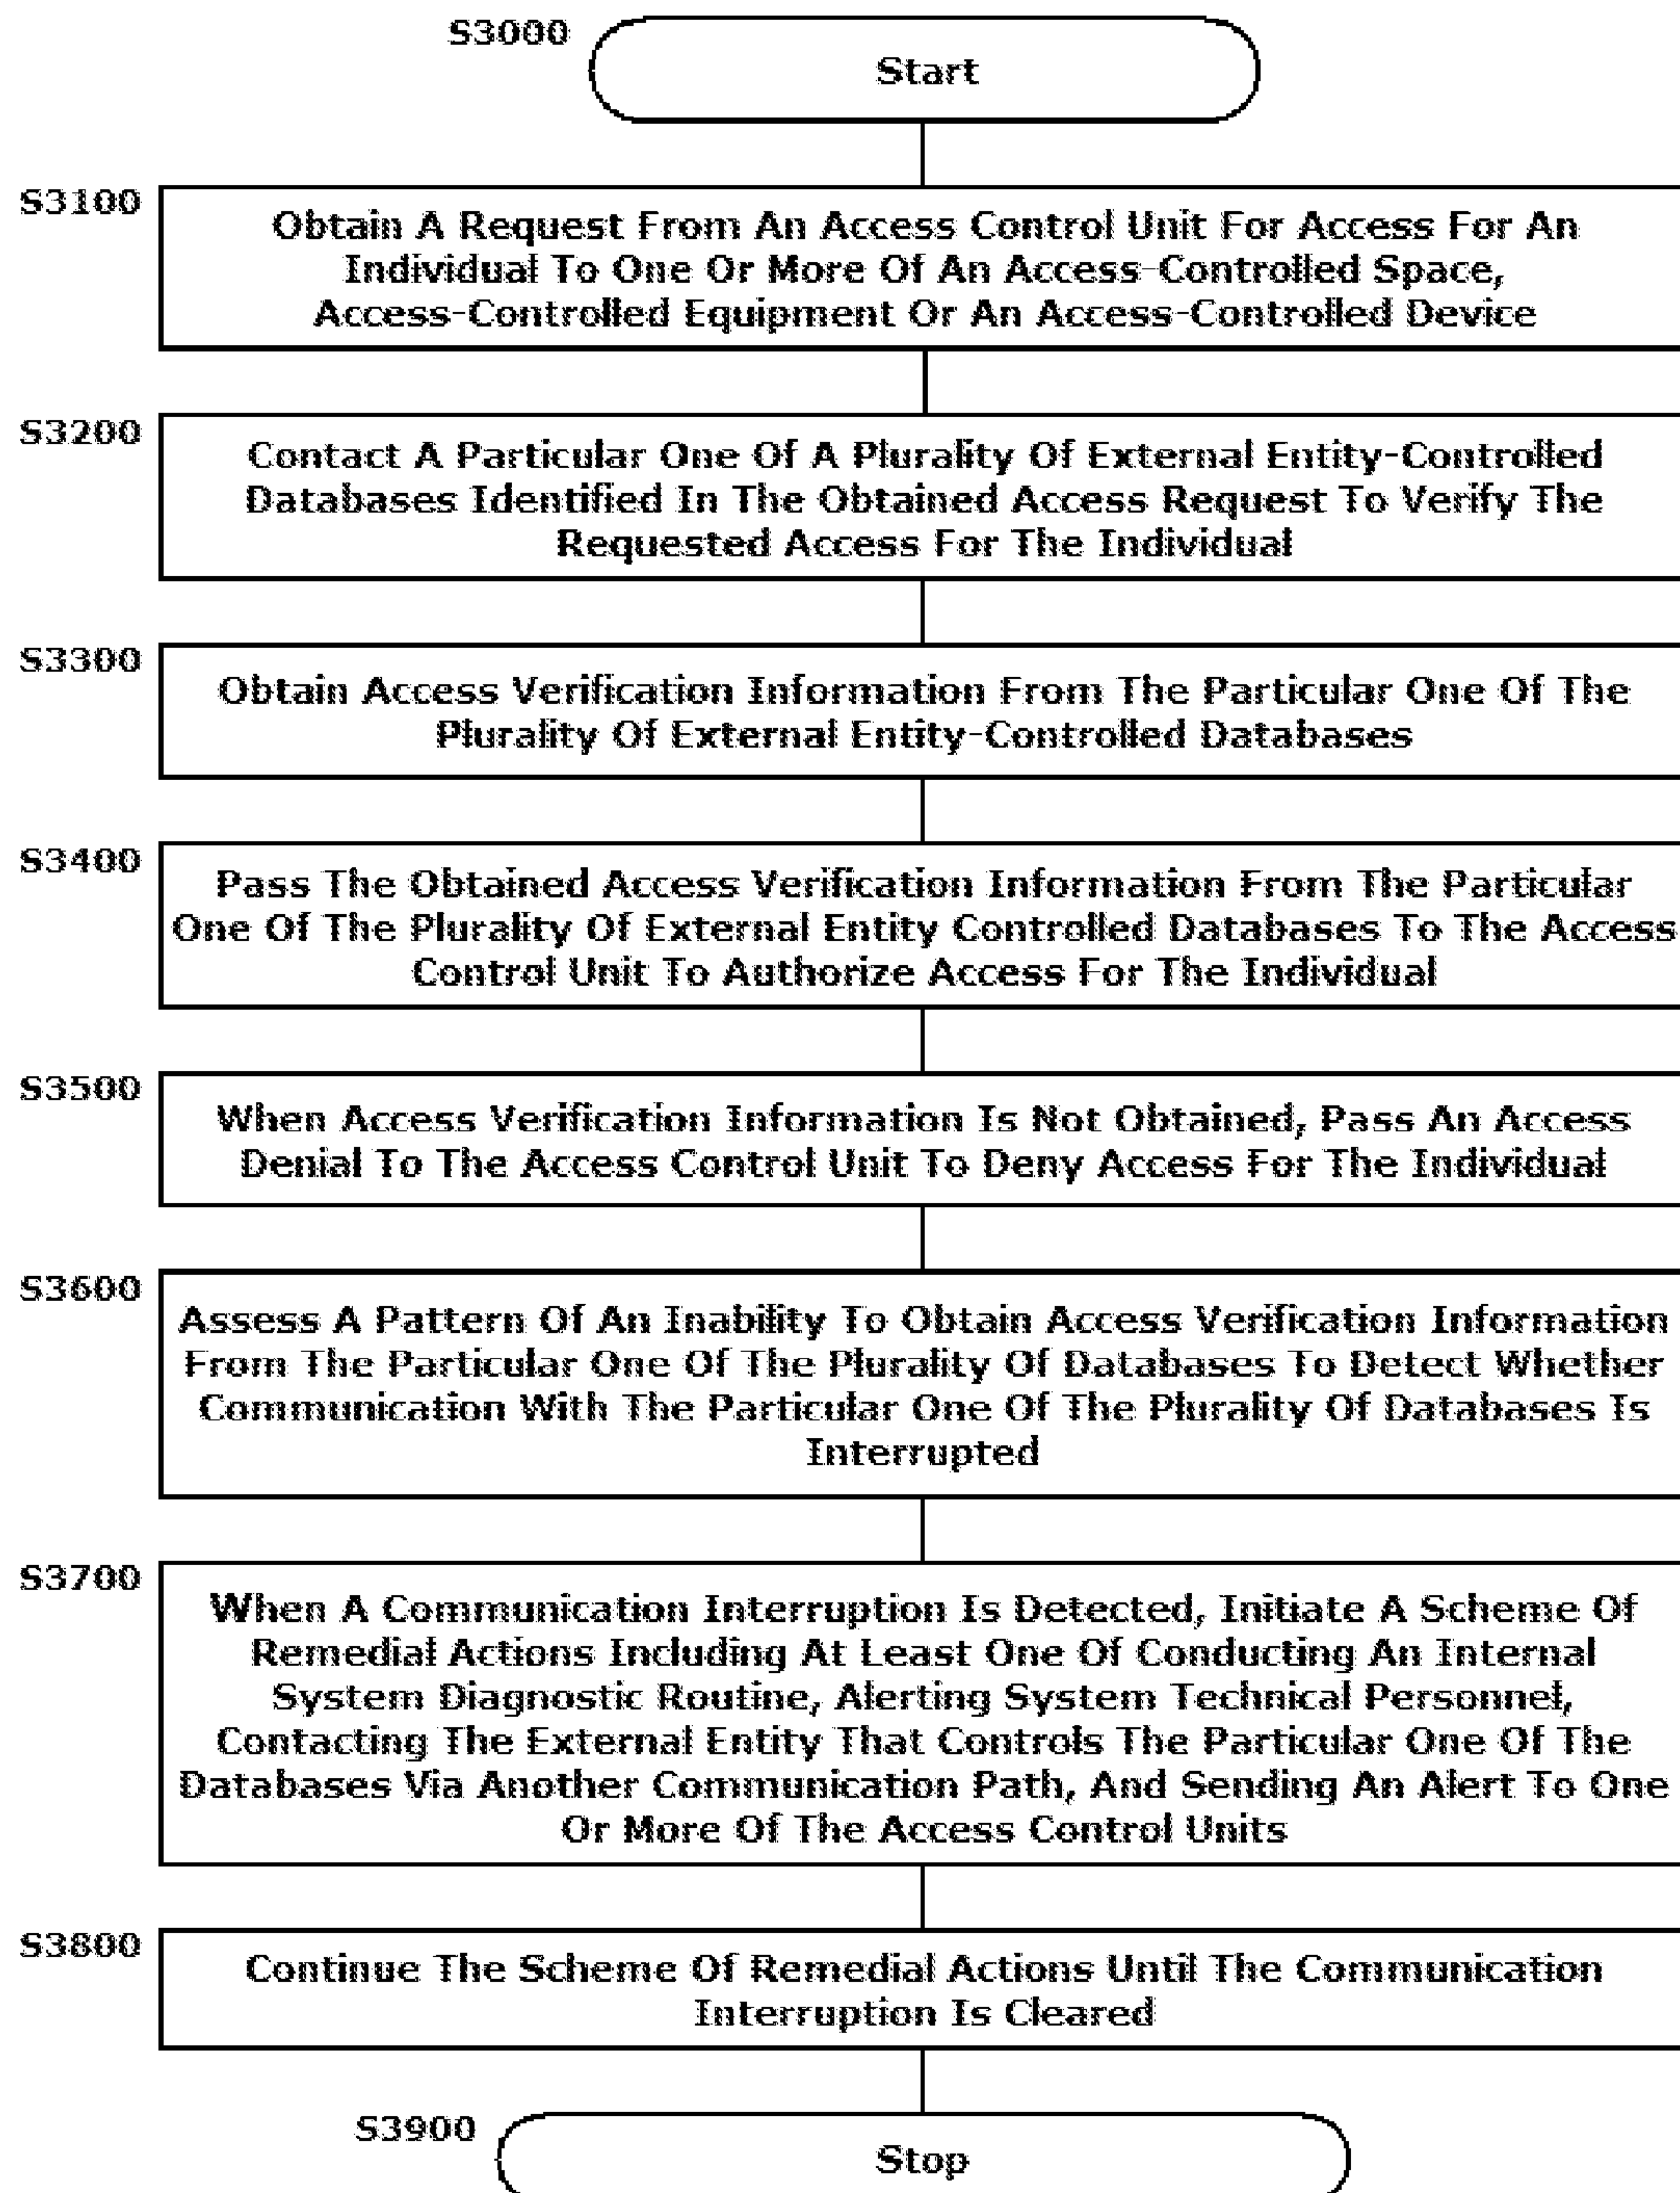 S3000
Start
S3100
Obtain A Request From An Access Control Unit For Access For An
Individual To One Or More Of An Access-Controlled Space,
Access-Controlled Equipment Or An Access-Controlled Device
S3200
Contact A Particular One Of A Plurality Of External Entity-Controlled
Databases Identified In The Obtained Access Request To Verify The
Requested Access For The Individual
S3300
Obtain Access Verification Information From The Particular One Of The
Plurality Of External Entity-Controlled Databases
S3400
Pass The Obtained Access Verification Information From The Particular
One Of The Plurality Of External Entity Controlled Databases To The Access
Control Unit To Authorize Access For The Individual
S3500
When Access Verification Information Is Not Obtained, Pass An Access
Denial To The Access Control Unit To Deny Access For The Individual
S3600
Assess A Pattern Of An Inability To Obtain Access Verification Information
From The Particular One Of The Plurality Of Databases To Detect Whether
Communication With The Particular One Of The Plurality Of Databases Is
Interrupted
S3700
When A Communication Interruption Is Detected, Initiate A Scheme Of
Remedial Actions Including At Least One Of Conducting An Internal
System Diagnostic Routine, Alerting System Technical Personnel,
Contacting The External Entity That Controls The Particular One Of The
Databases Via Another Communication Path, And Sending An Alert To One
Or More Of The Access Control Units
S3800
Continue The Scheme Of Remedial Actions Until The Communication
Interruption Is Cleared
S3900
Stop